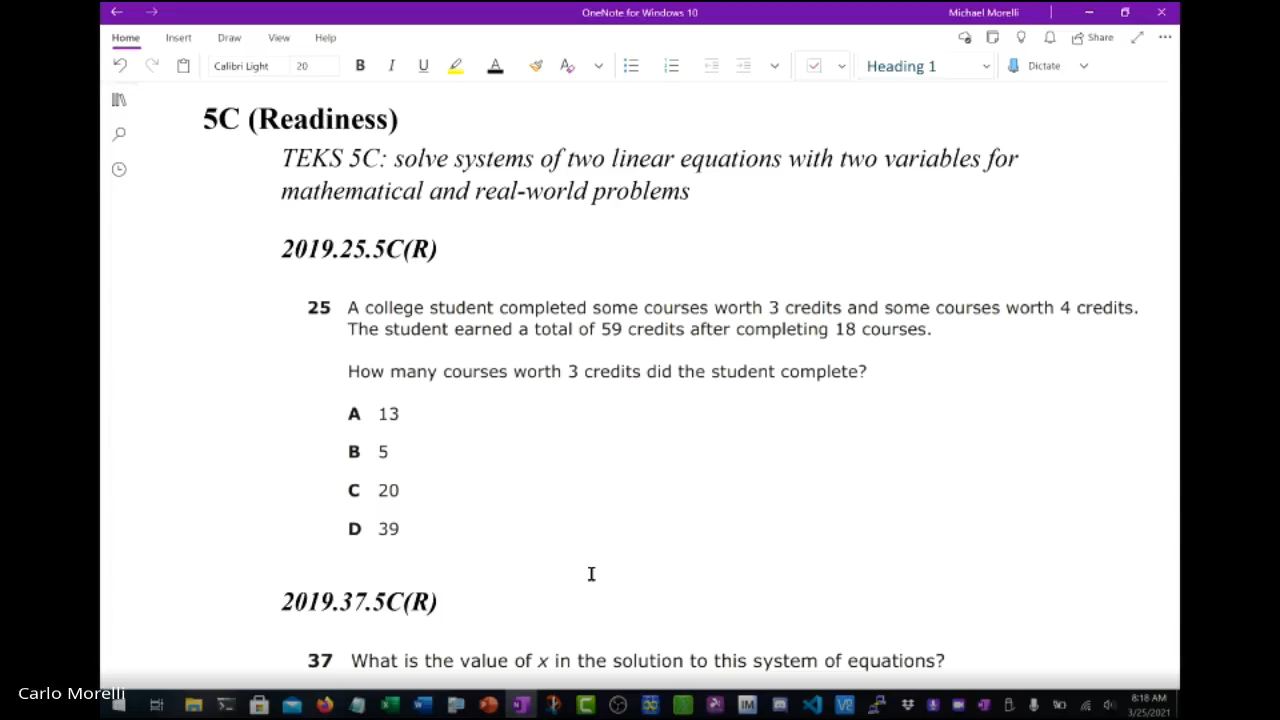 OneNote for Windows 10
Michael Morelli
Home Insert Draw View Help
Share
Calibri Light 20 B I U A Heading 1 Dictate
5C (Readiness)
TEKS 5C: solve systems of two linear equations with two variables for
mathematical and real-world problems
2019.25.5C(R)
25 A college student completed some courses worth 3 credits and some courses worth 4 credits.
The student earned a total of 59 credits after completing 18 courses.
How many courses worth 3 credits did the student complete?
A 13
B 5
C 20
D 39
2019.37.5C(R)
37 What is the value of x in the solution to this system of equations?
Carlo Morelli
8:18 AM
3/25/2021